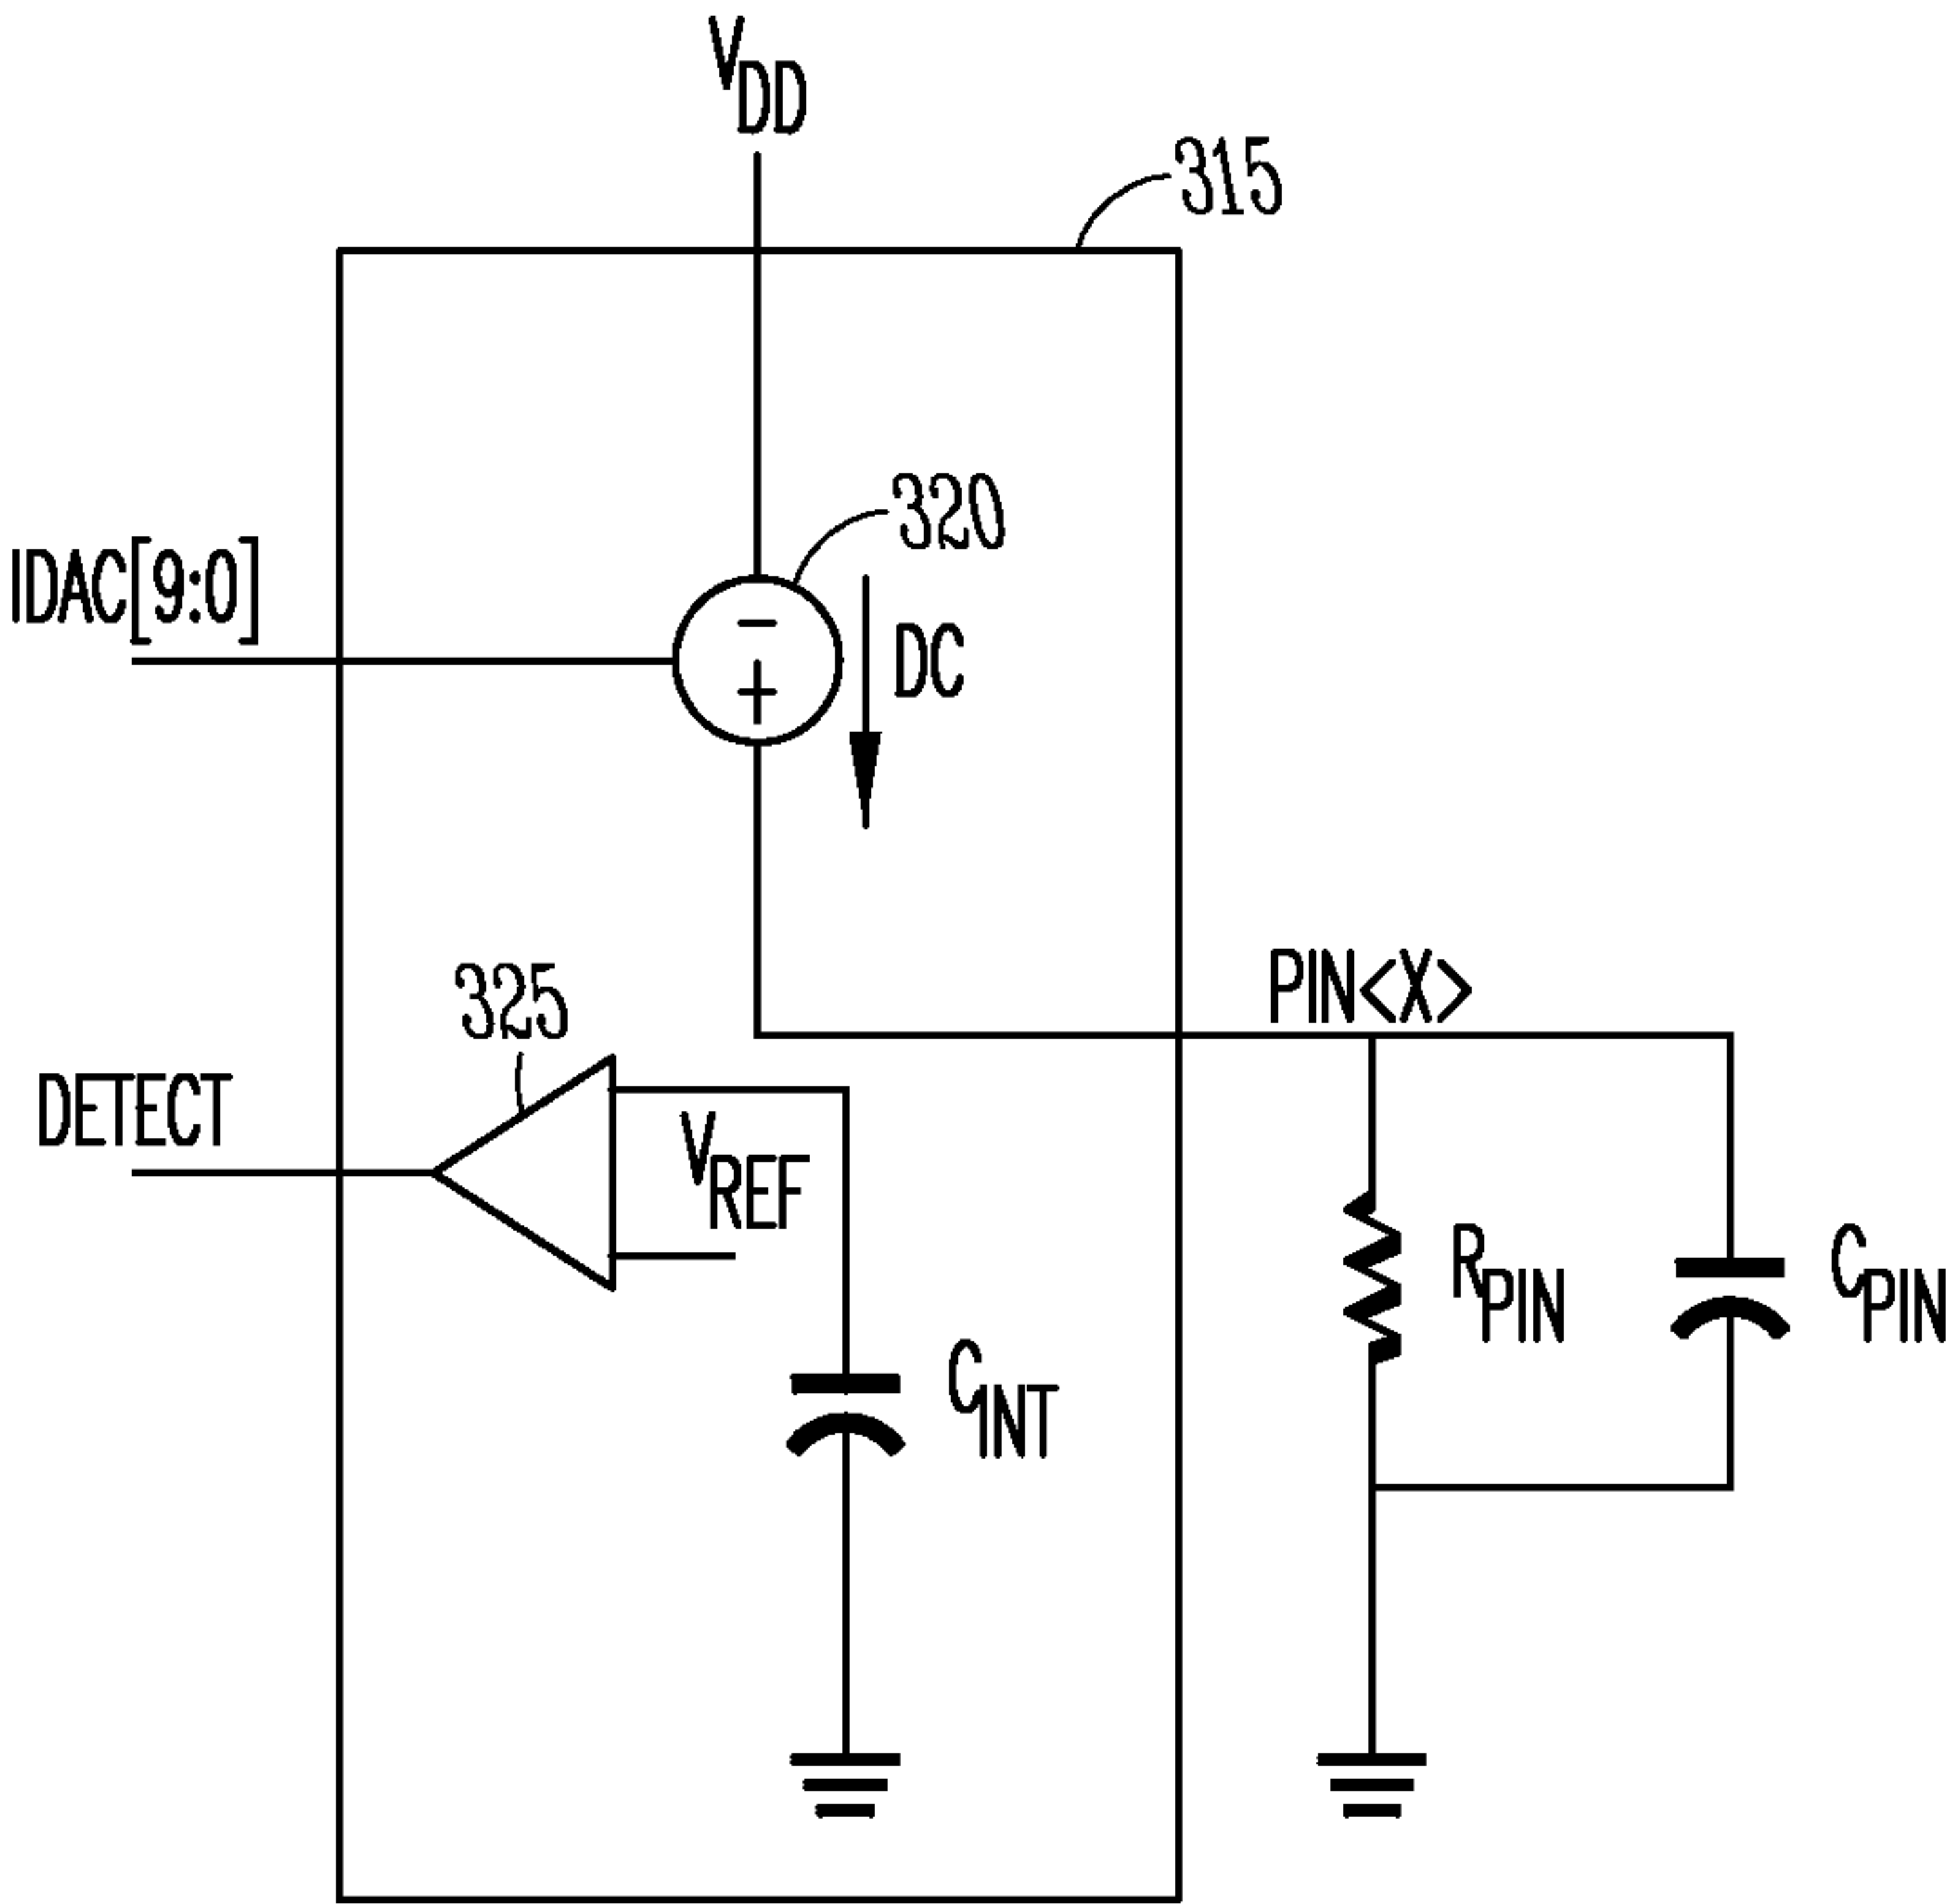 VDD
315
320
IDAC[9:0]
DC
PIN<X>
325
DETECT
VREF
RPIN
CPIN
CINT